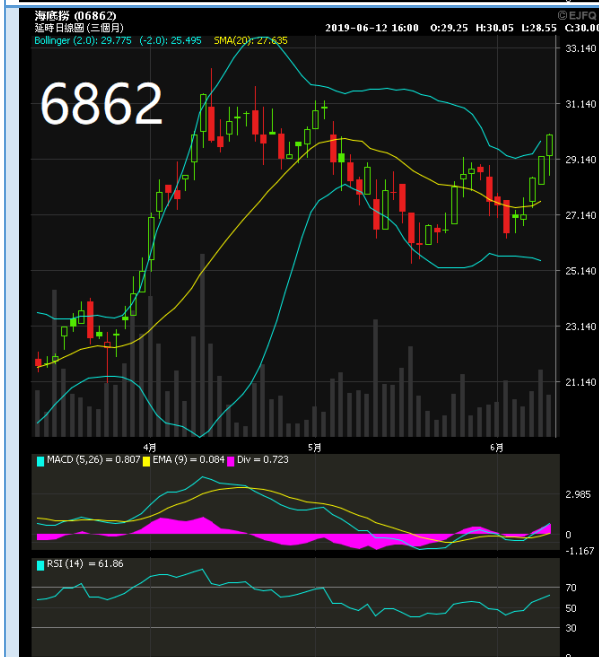 海底撈 (06862)
© EJFQ
延時日線圖 (三個月)
2019-06-12 16:00 O:29.25 H:30.05 L:28.55 C:30.00
Bollinger (2.0): 29.775 (-2.0): 25.495 SMA(20): 27.635
33.140
6862
31.140
29.140
27.140
25.140
23.140
21.140
4月 5月 6月
MACD (5,26) = 0.807 EMA (9) = 0.084 Div = 0.723
2.985
0
-1.167
RSI (14) = 61.86
70
50
30
0